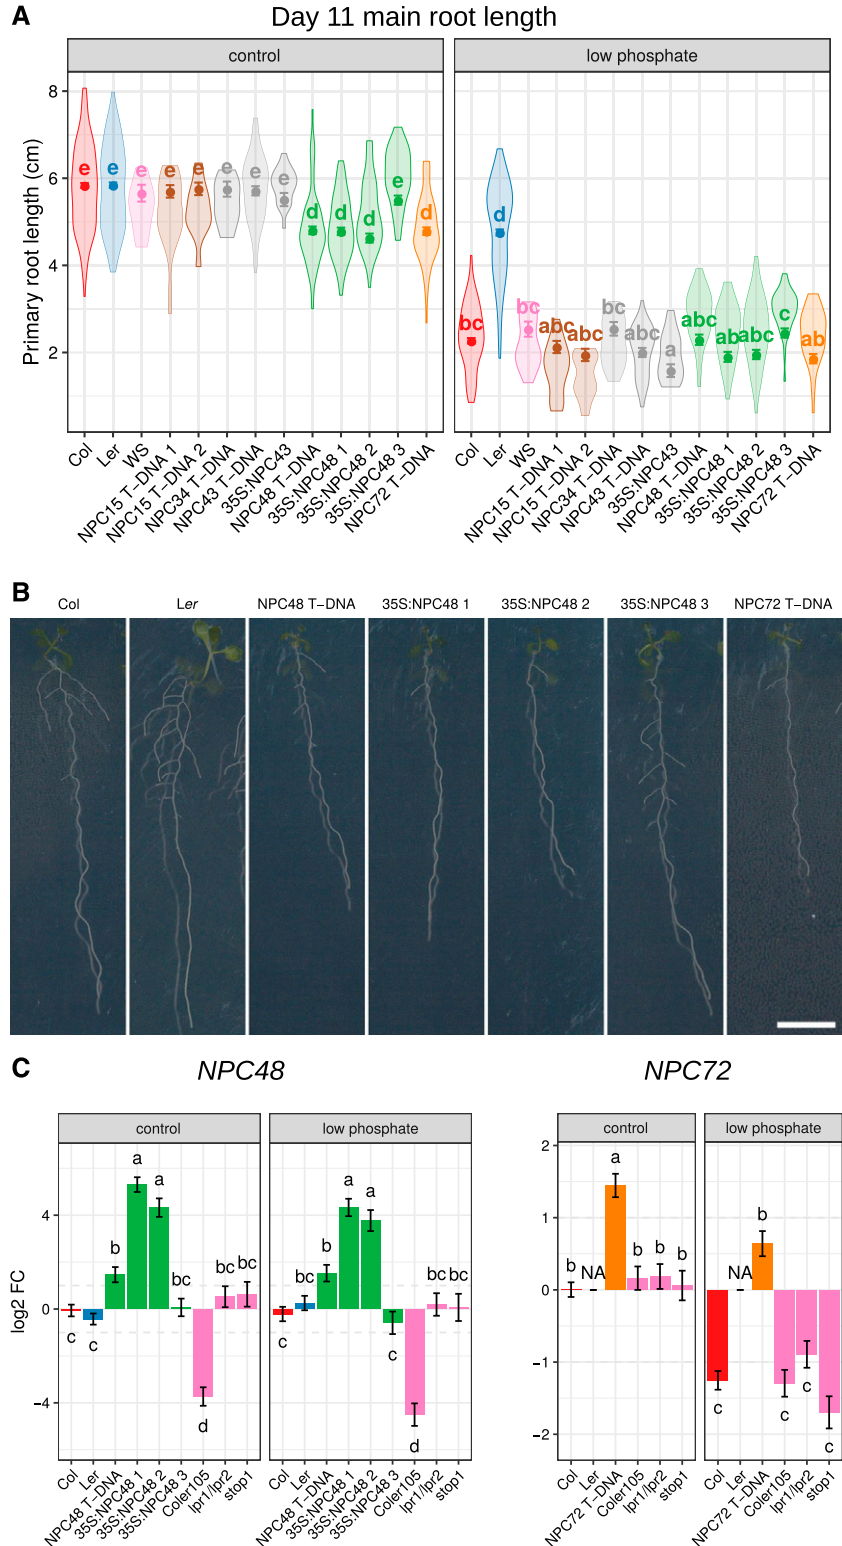 A
Day 11 main root length
control
low phosphate
Primary root length (cm)
8
6
4
2
e e e e e e e e d d d e d
bc d bc abc abc bc abc a abc ab abc c ab
Col Ler WS NPC15 T−DNA 1 NPC15 T−DNA 2 NPC34 T−DNA NPC43 T−DNA 35S:NPC43 NPC48 T−DNA 35S:NPC48 1 35S:NPC48 2 35S:NPC48 3 NPC72 T−DNA
Col Ler WS NPC15 T−DNA 1 NPC15 T−DNA 2 NPC34 T−DNA NPC43 T−DNA 35S:NPC43 NPC48 T−DNA 35S:NPC48 1 35S:NPC48 2 35S:NPC48 3 NPC72 T−DNA
B
Col Ler NPC48 T−DNA 35S:NPC48 1 35S:NPC48 2 35S:NPC48 3 NPC72 T−DNA
C
NPC48
control
low phosphate
log2 FC
4
0
−4
c c b a a bc d bc bc
c bc b a a c d bc bc
Col Ler NPC48 T−DNA 35S:NPC48 1 35S:NPC48 2 35S:NPC48 3 Coler105 lpr1/lpr2 stop1
Col Ler NPC48 T−DNA 35S:NPC48 1 35S:NPC48 2 35S:NPC48 3 Coler105 lpr1/lpr2 stop1
NPC72
control
low phosphate
2
1
0
−1
−2
b NA a b b b
c NA b c c c
Col Ler NPC72 T−DNA Coler105 lpr1/lpr2 stop1
Col Ler NPC72 T−DNA Coler105 lpr1/lpr2 stop1